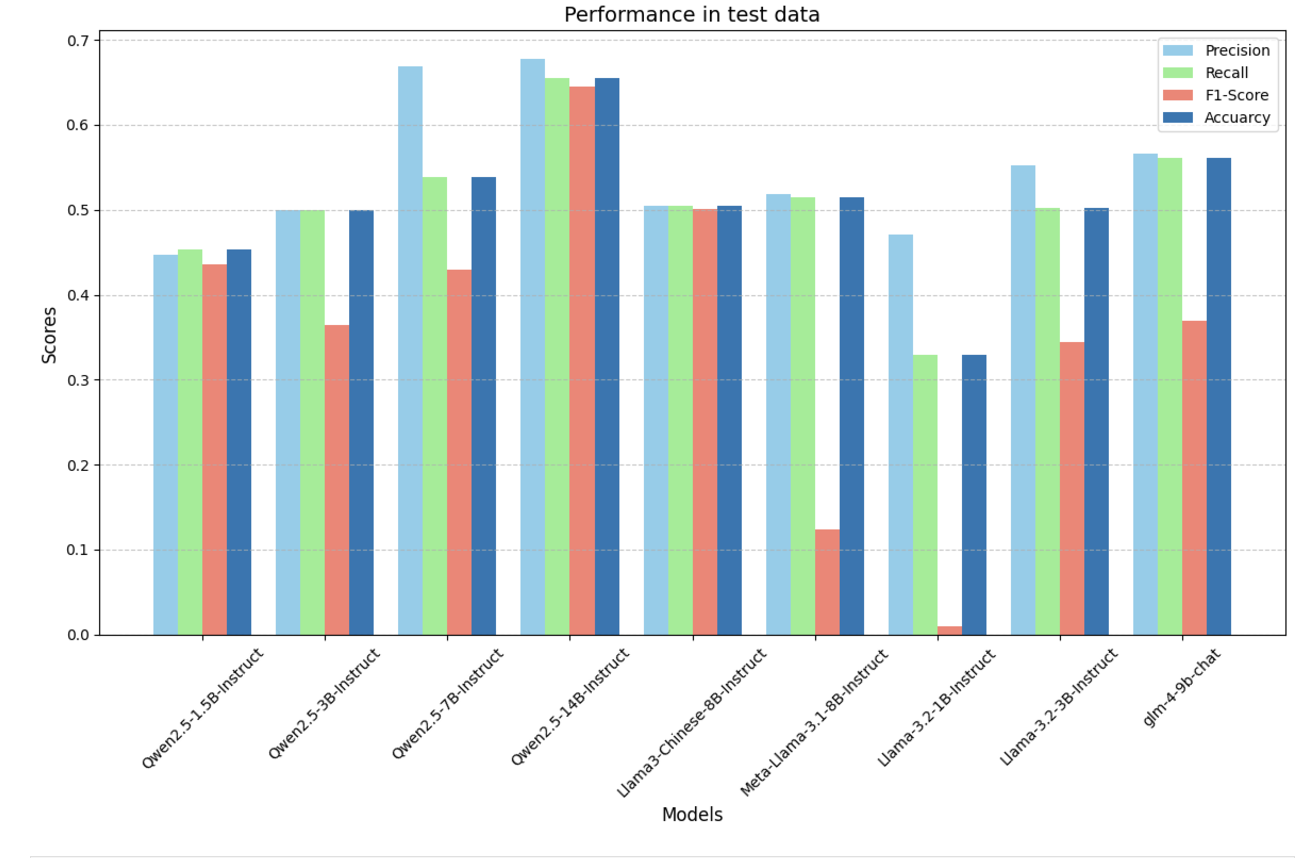 Performance in test data
0.7
0.6
0.5
0.4
0.3
0.2
0.1
0.0
Scores
Precision
Recall
F1-Score
Accuarcy
Qwen2.5-1.5B-Instruct
Qwen2.5-3B-Instruct
Qwen2.5-7B-Instruct
Qwen2.5-14B-Instruct
Llama3-Chinese-8B-Instruct
Meta-Llama-3.1-8B-Instruct
Llama-3.2-1B-Instruct
Llama-3.2-3B-Instruct
glm-4-9b-chat
Models